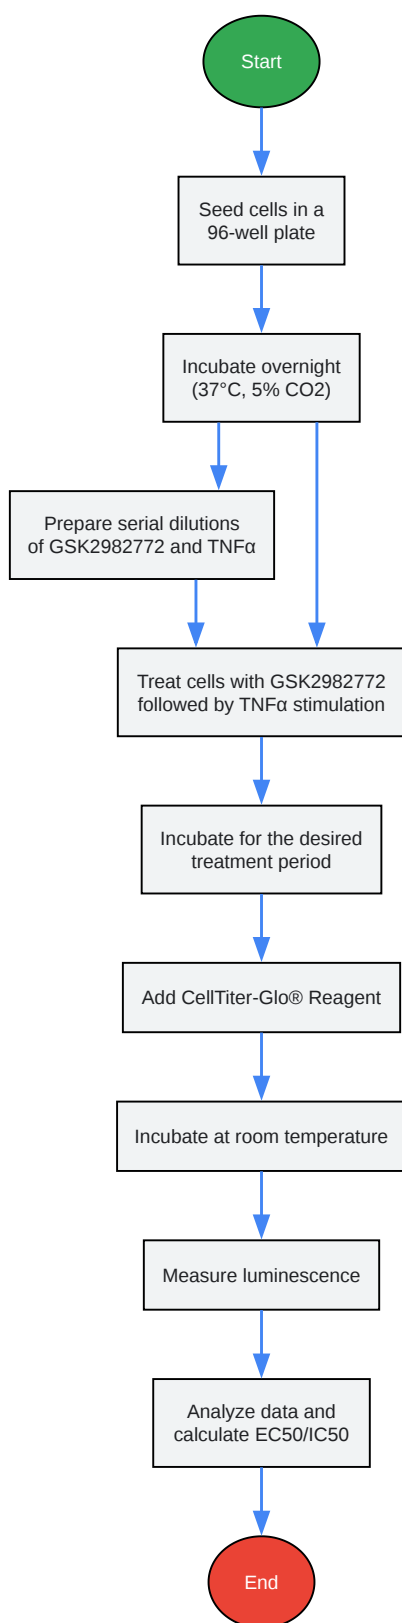 Start
Seed cells in a
96-well plate
Incubate overnight
(37°C, 5% CO2)
Prepare serial dilutions
of GSK2982772 and TNFα
Treat cells with GSK2982772
followed by TNFα stimulation
Incubate for the desired
treatment period
Add CellTiter-Glo® Reagent
Incubate at room temperature
Measure luminescence
Analyze data and
calculate EC50/IC50
End